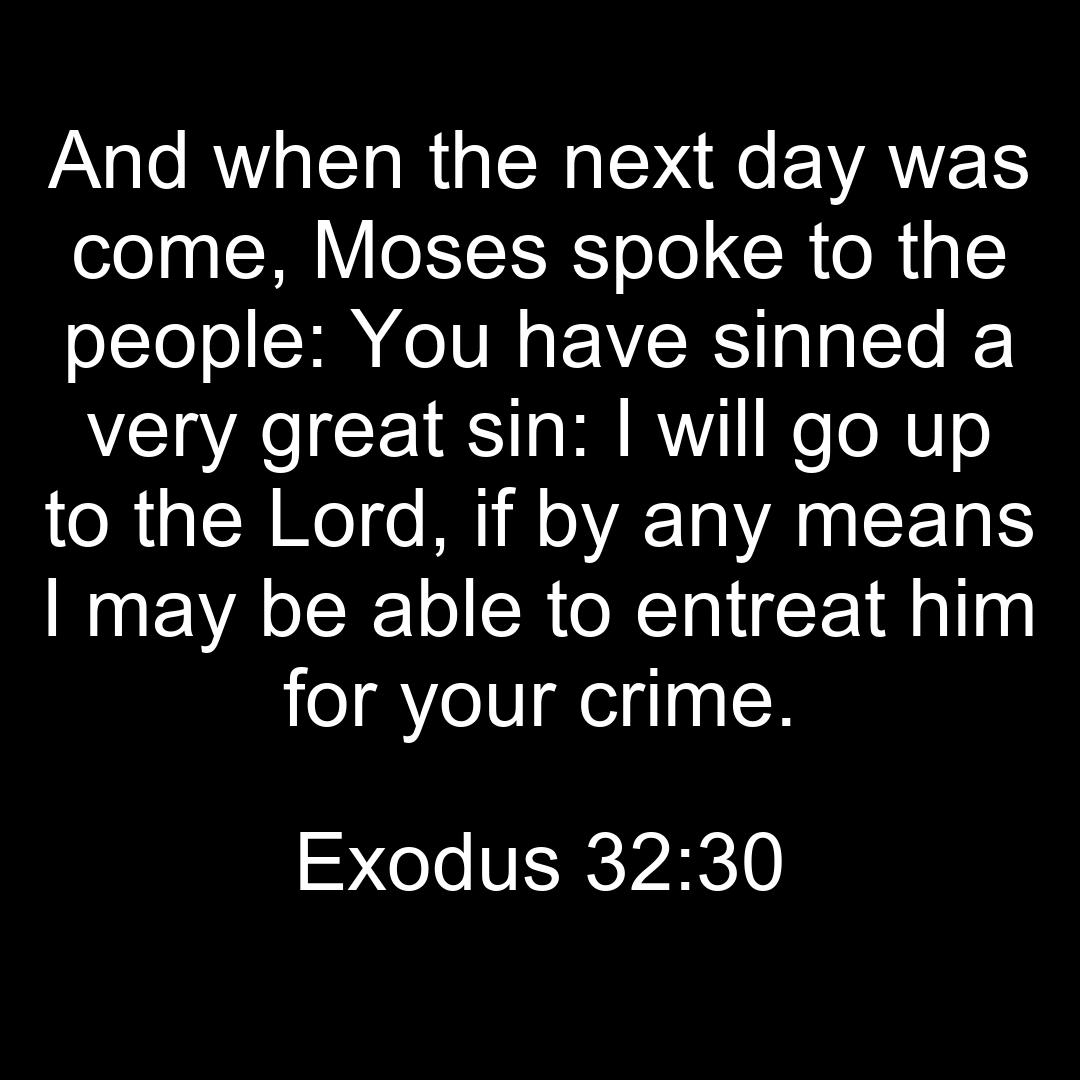 And when the next day was
come, Moses spoke to the
people: You have sinned a
very great sin: I will go up
to the Lord, if by any means
I may be able to entreat him
for your crime.
Exodus 32:30